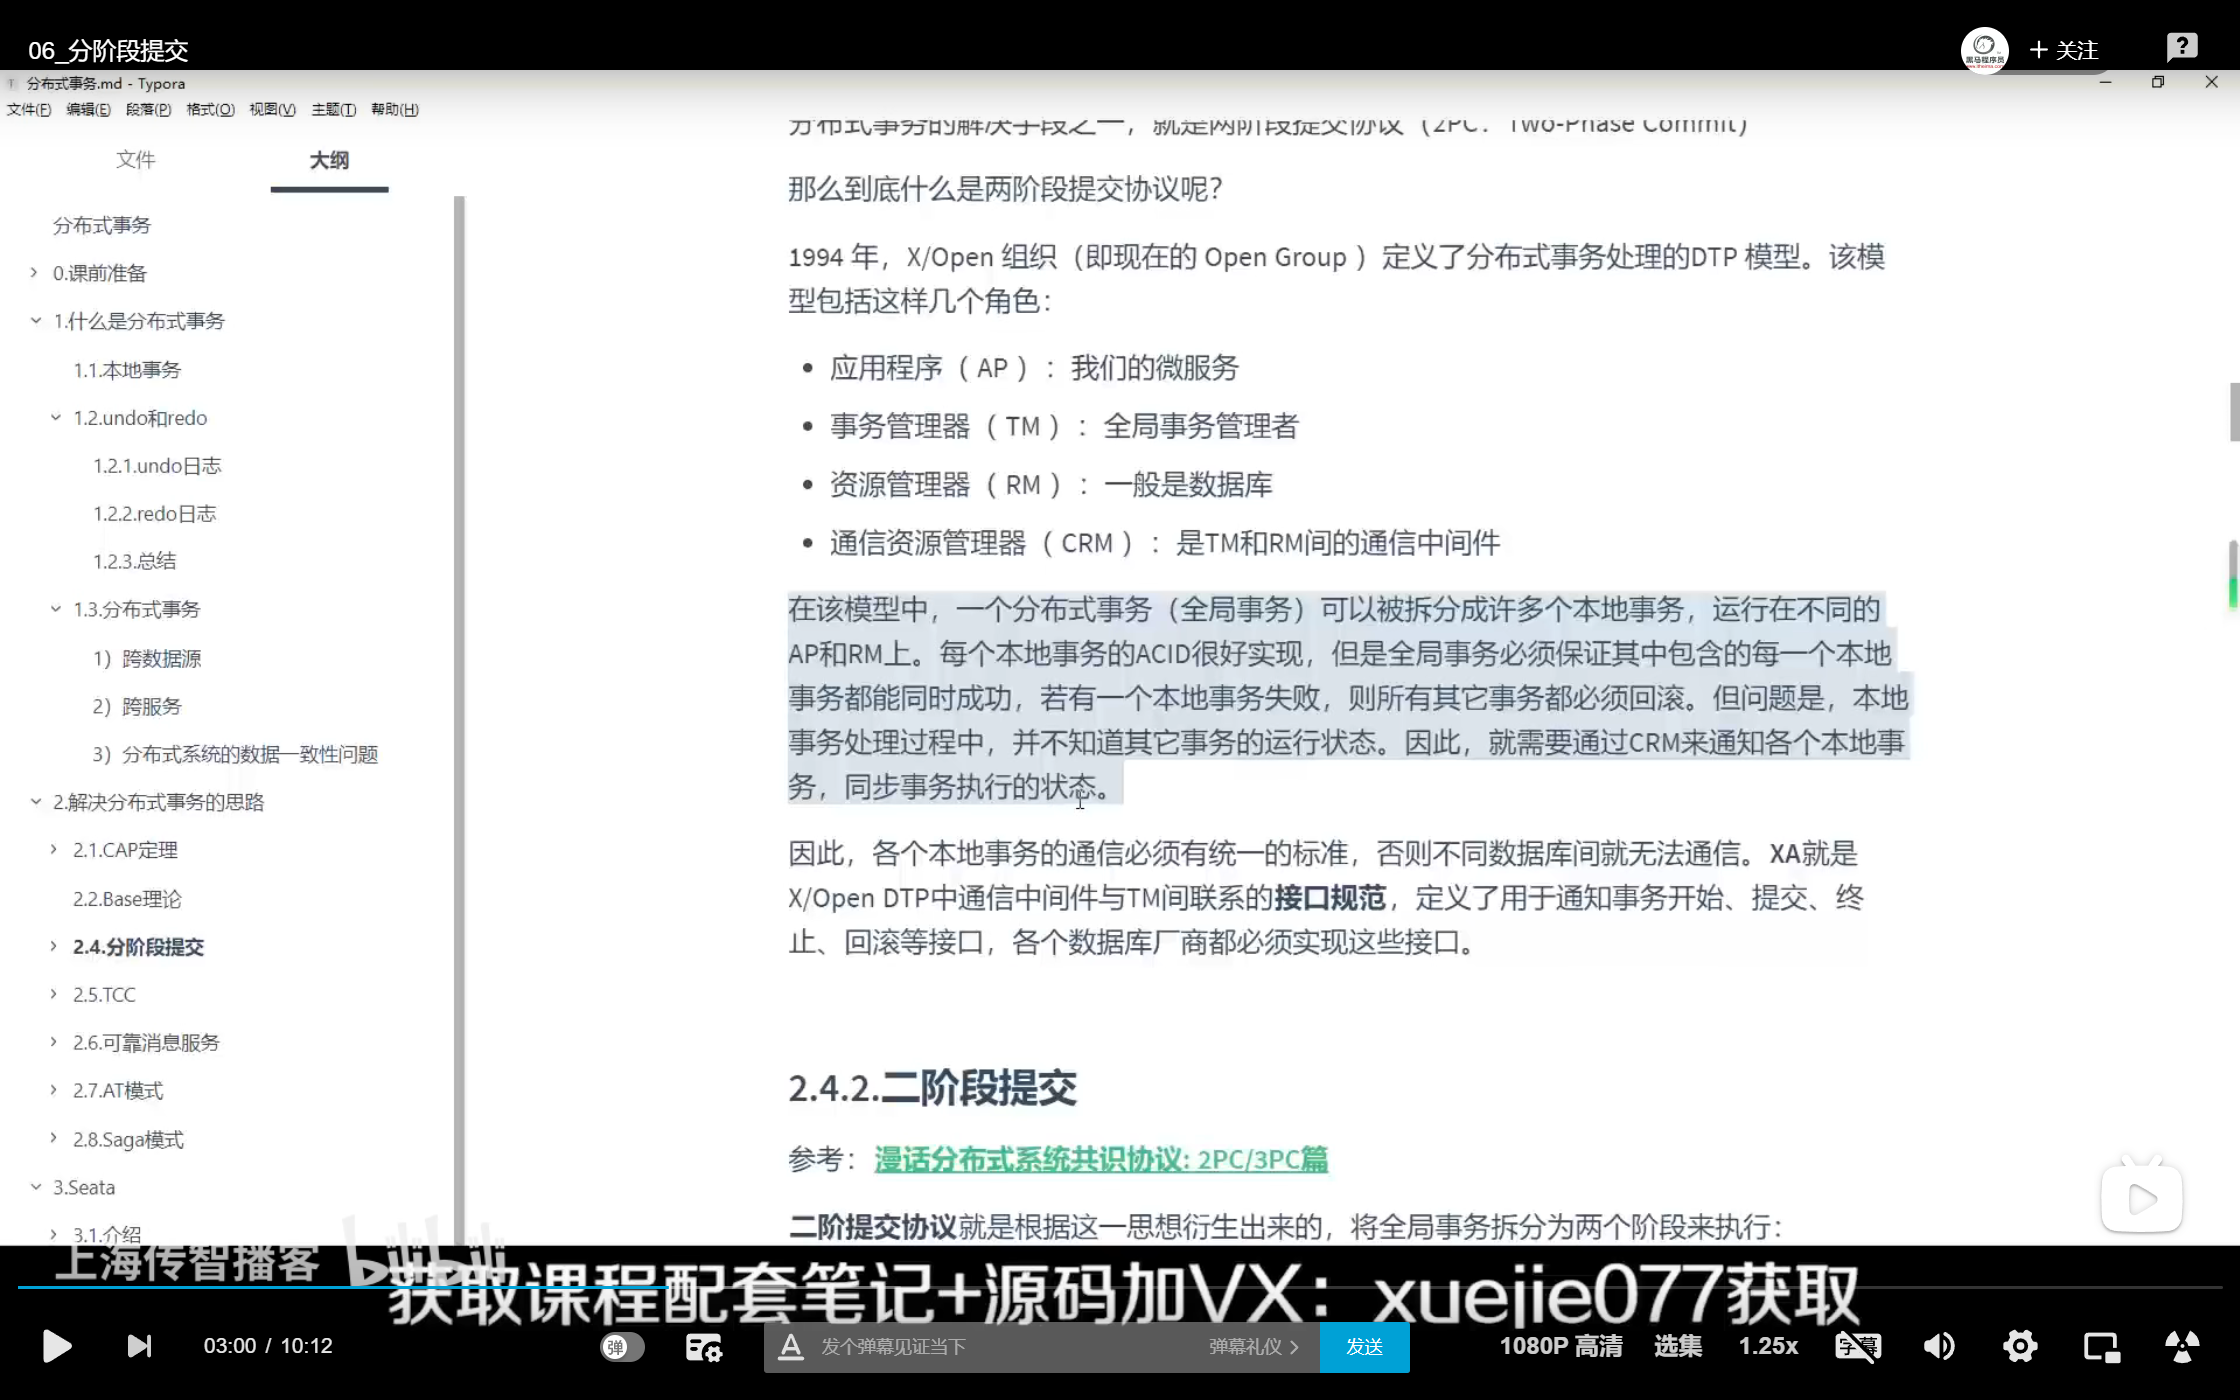 06_分阶段提交
+ 关注
分布式事务.md - Typora
文件(F) 编辑(E) 段落(P) 格式(O) 视图(V) 主题(T) 帮助(H)
文件 大纲
分布式事务
0.课前准备
1.什么是分布式事务
1.1.本地事务
1.2.undo和redo
1.2.1.undo日志
1.2.2.redo日志
1.2.3.总结
1.3.分布式事务
1）跨数据源
2）跨服务
3）分布式系统的数据一致性问题
2.解决分布式事务的思路
2.1.CAP定理
2.2.Base理论
2.4.分阶段提交
2.5.TCC
2.6.可靠消息服务
2.7.AT模式
2.8.Saga模式
3.Seata
3.1.介绍
分布式事务的解决手段之一，就是两阶段提交协议（2PC：Two-Phase Commit）
那么到底什么是两阶段提交协议呢？
1994 年，X/Open 组织（即现在的 Open Group ）定义了分布式事务处理的DTP 模型。该模
型包括这样几个角色：
• 应用程序（ AP ）：我们的微服务
• 事务管理器（ TM ）：全局事务管理者
• 资源管理器（ RM ）：一般是数据库
• 通信资源管理器（ CRM ）：是TM和RM间的通信中间件
在该模型中，一个分布式事务（全局事务）可以被拆分成许多个本地事务，运行在不同的
AP和RM上。每个本地事务的ACID很好实现，但是全局事务必须保证其中包含的每一个本地
事务都能同时成功，若有一个本地事务失败，则所有其它事务都必须回滚。但问题是，本地
事务处理过程中，并不知道其它事务的运行状态。因此，就需要通过CRM来通知各个本地事
务，同步事务执行的状态。
因此，各个本地事务的通信必须有统一的标准，否则不同数据库间就无法通信。XA就是
X/Open DTP中通信中间件与TM间联系的接口规范，定义了用于通知事务开始、提交、终
止、回滚等接口，各个数据库厂商都必须实现这些接口。
2.4.2.二阶段提交
参考：漫话分布式系统共识协议: 2PC/3PC篇
二阶提交协议就是根据这一思想衍生出来的，将全局事务拆分为两个阶段来执行：
上海传智播客 bilibili
获取课程配套笔记+源码加VX：xuejie077获取
03:00 / 10:12
弹
发个弹幕见证当下
弹幕礼仪
发送
1080P 高清
选集
1.25x
字幕